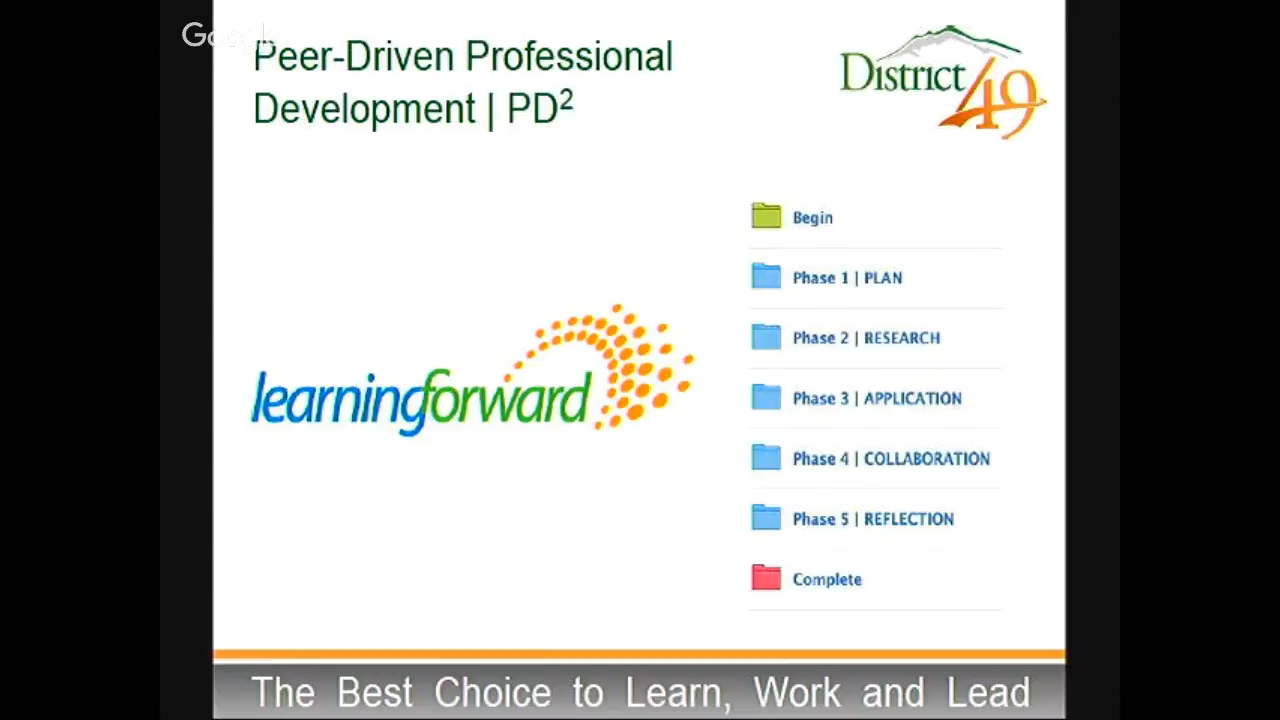 Google
Peer-Driven Professional
Development | PD²
District
49
learningforward
Begin
Phase 1 | PLAN
Phase 2 | RESEARCH
Phase 3 | APPLICATION
Phase 4 | COLLABORATION
Phase 5 | REFLECTION
Complete
The Best Choice to Learn, Work and Lead